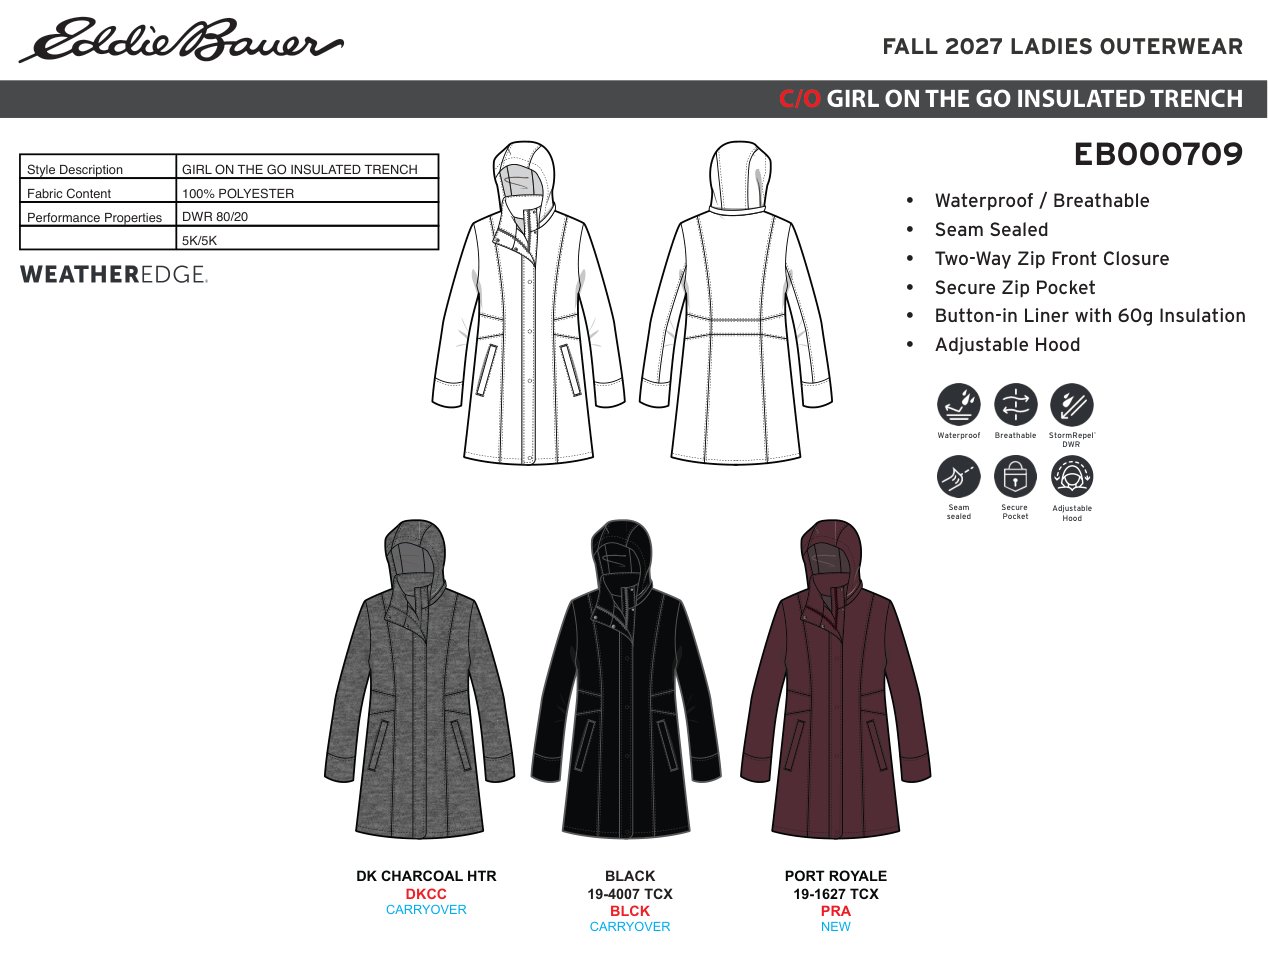 Eddie Bauer
FALL 2027 LADIES OUTERWEAR
C/O GIRL ON THE GO INSULATED TRENCH
EB000709
Style Description GIRL ON THE GO INSULATED TRENCH
Fabric Content 100% POLYESTER
Performance Properties DWR 80/20
5K/5K
WEATHEREDGE
• Waterproof / Breathable
• Seam Sealed
• Two-Way Zip Front Closure
• Secure Zip Pocket
• Button-in Liner with 60g Insulation
• Adjustable Hood
Waterproof Breathable StormRepel
DWR
Seam Secure Adjustable
sealed Pocket Hood
DK CHARCOAL HTR
DKCC
CARRYOVER
BLACK
19-4007 TCX
BLCK
CARRYOVER
PORT ROYALE
19-1627 TCX
PRA
NEW